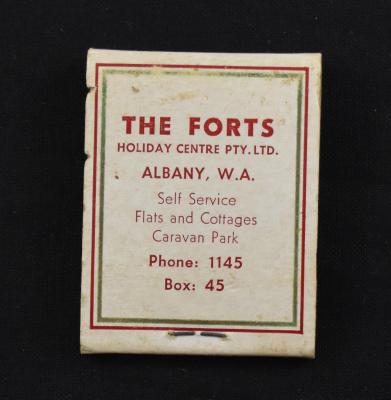 THE FORTS
HOLIDAY CENTRE PTY. LTD.
ALBANY, W.A.
Self Service
Flats and Cottages
Caravan Park
Phone: 1145
Box: 45